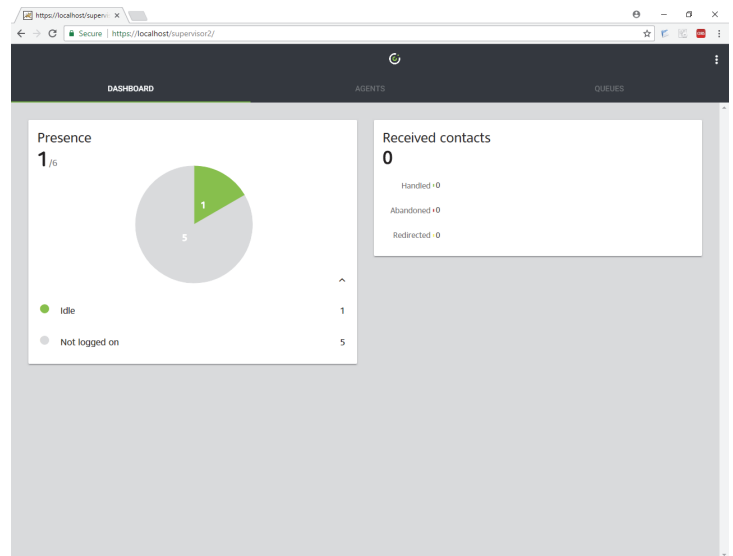 https://localhost/superv
Secure | https://localhost/supervisor2/
DASHBOARD
AGENTS
QUEUES
Presence
1/6
1
5
Idle 1
Not logged on 5
Received contacts
0
Handled 0
Abandoned 0
Redirected 0